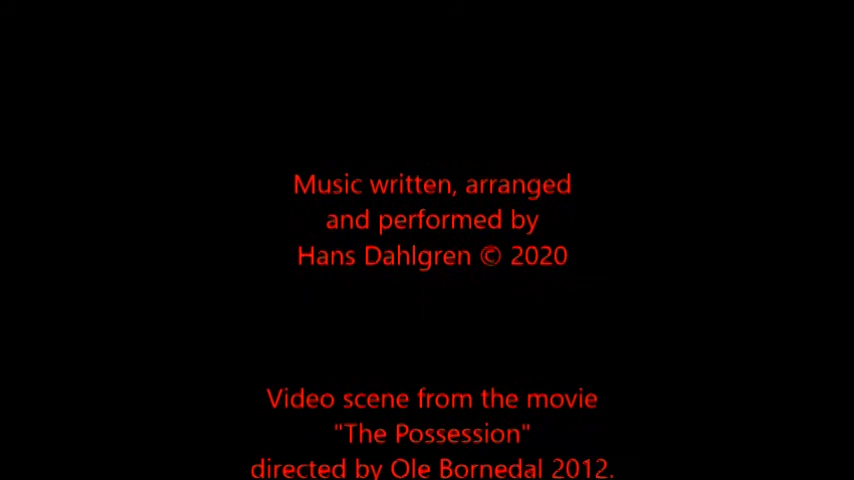 Music written, arranged
and performed by
Hans Dahlgren © 2020
Video scene from the movie
"The Possession"
directed by Ole Bornedal 2012.